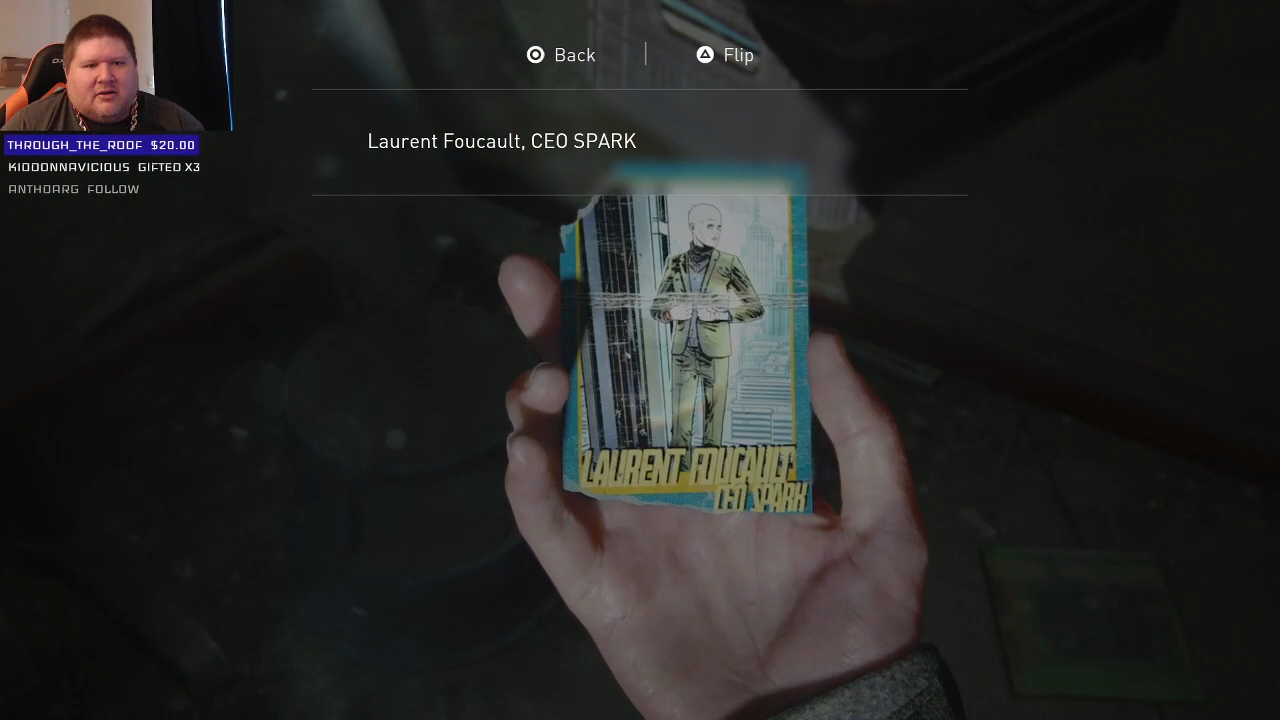 Back
Flip
Laurent Foucault, CEO SPARK
THROUGH_THE_ROOF $20.00
KIDDONNAVICIOUS GIFTED X3
ANTHDARG FOLLOW
LAURENT FOUCAULT
CEO SPARK